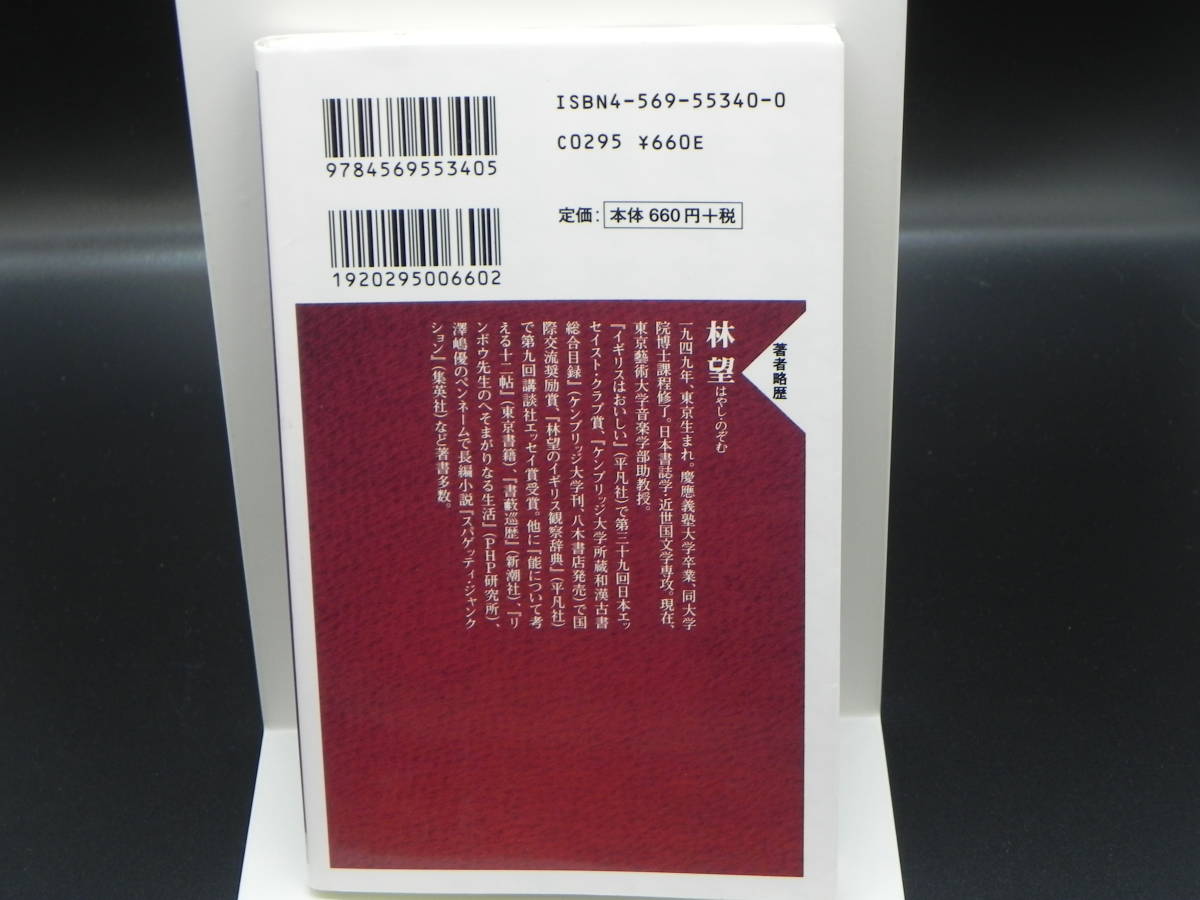 ISBN4-569-55340-0
C0295 ¥660E
9784569553405
定価: 本体 660円+税
1920295006602
著者略歴
林 望
はやし・のぞむ
一九四九年、東京生まれ。慶應義塾大学卒業、同大学
院博士課程修了。日本書誌学・近世国文学専攻。現在、
東京藝術大学音楽学部助教授。
『イギリスはおいしい』(平凡社)で第三十九回日本エッ
セイスト・クラブ賞、『ケンブリッジ大学所蔵和漢古書
総合目録』(ケンブリッジ大学刊、八木書店発売)で国
際交流奨励賞、『林望のイギリス観察辞典』(平凡社)
で第九回講談社エッセイ賞受賞。他に『能について考
える十二帖』(東京書籍)、『書藪巡歴』(新潮社)、『リ
ンボウ先生のへそまがりなる生活』(PHP研究所)、
澤嶋優のペンネームで長編小説『スパゲッティ・ジャンク
ション』(集英社)など著書多数。